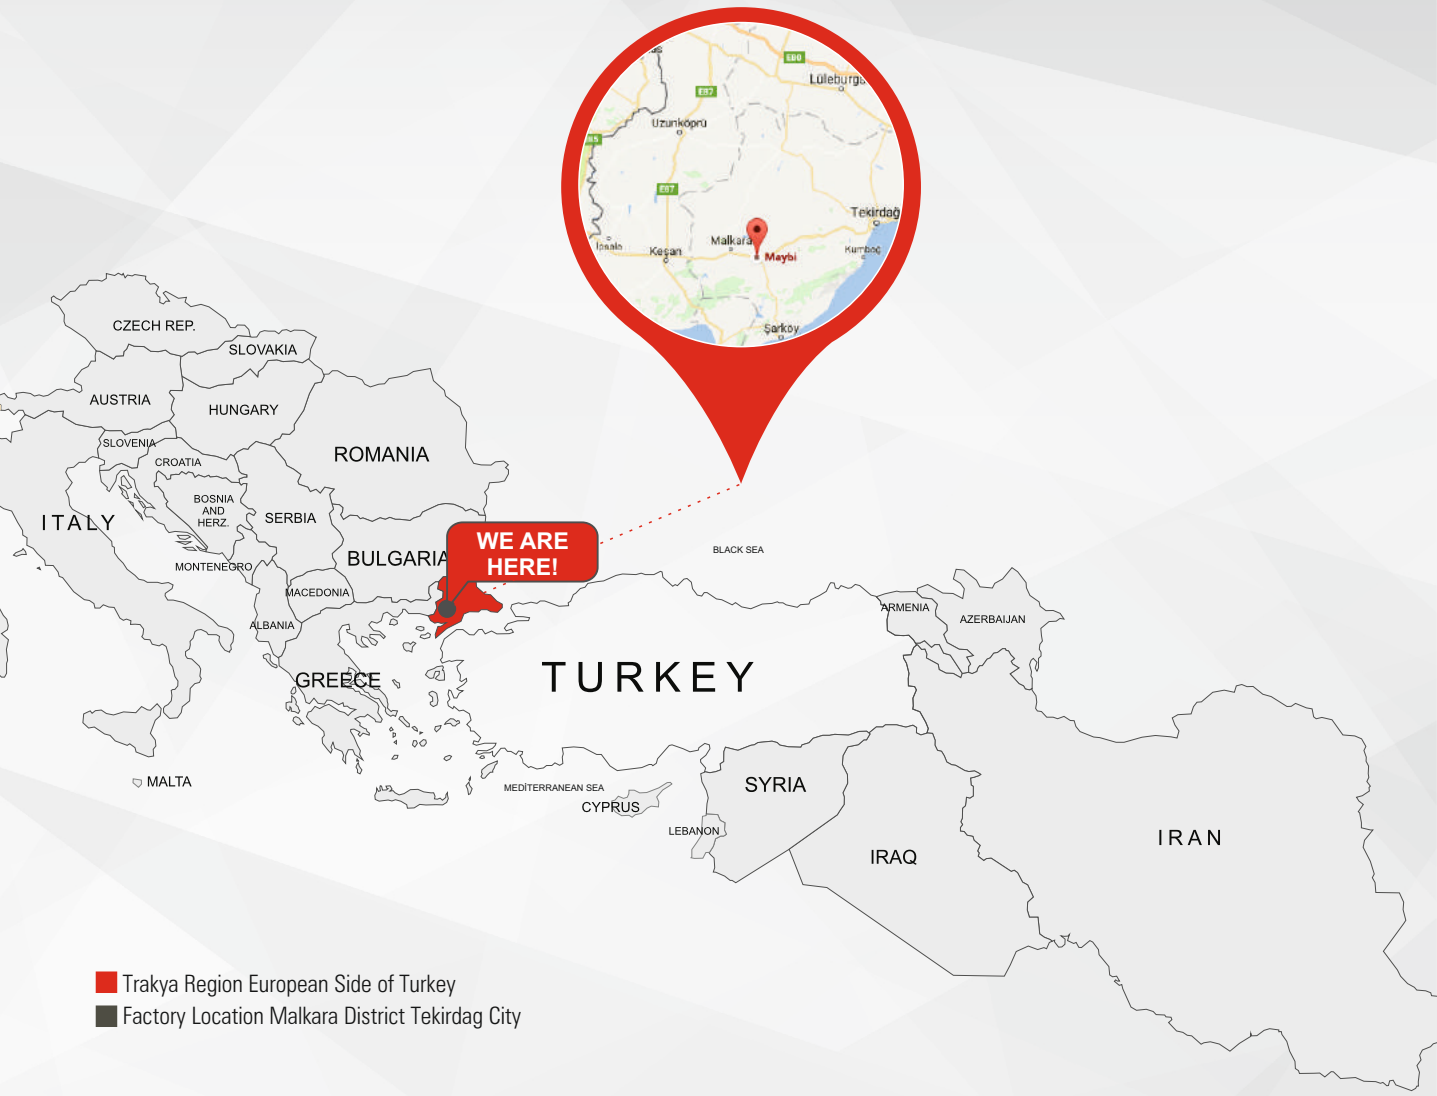 E80
Lüleburg
E87
Uzunköprü
E87
Tekirdağ
Malkara
İpsala
Keşan
Maybi
Kumbağ
Şarköy
CZECH REP.
SLOVAKIA
AUSTRIA
HUNGARY
SLOVENIA
ROMANIA
CROATIA
BOSNIA
AND
HERZ.
ITALY
SERBIA
WE ARE
HERE!
BLACK SEA
BULGARIA
MONTENEGRO
MACEDONIA
ARMENIA
AZERBAIJAN
ALBANIA
TURKEY
GREECE
MALTA
MEDİTERRANEAN SEA
CYPRUS
SYRIA
LEBANON
IRAQ
IRAN
Trakya Region European Side of Turkey
Factory Location Malkara District Tekirdag City